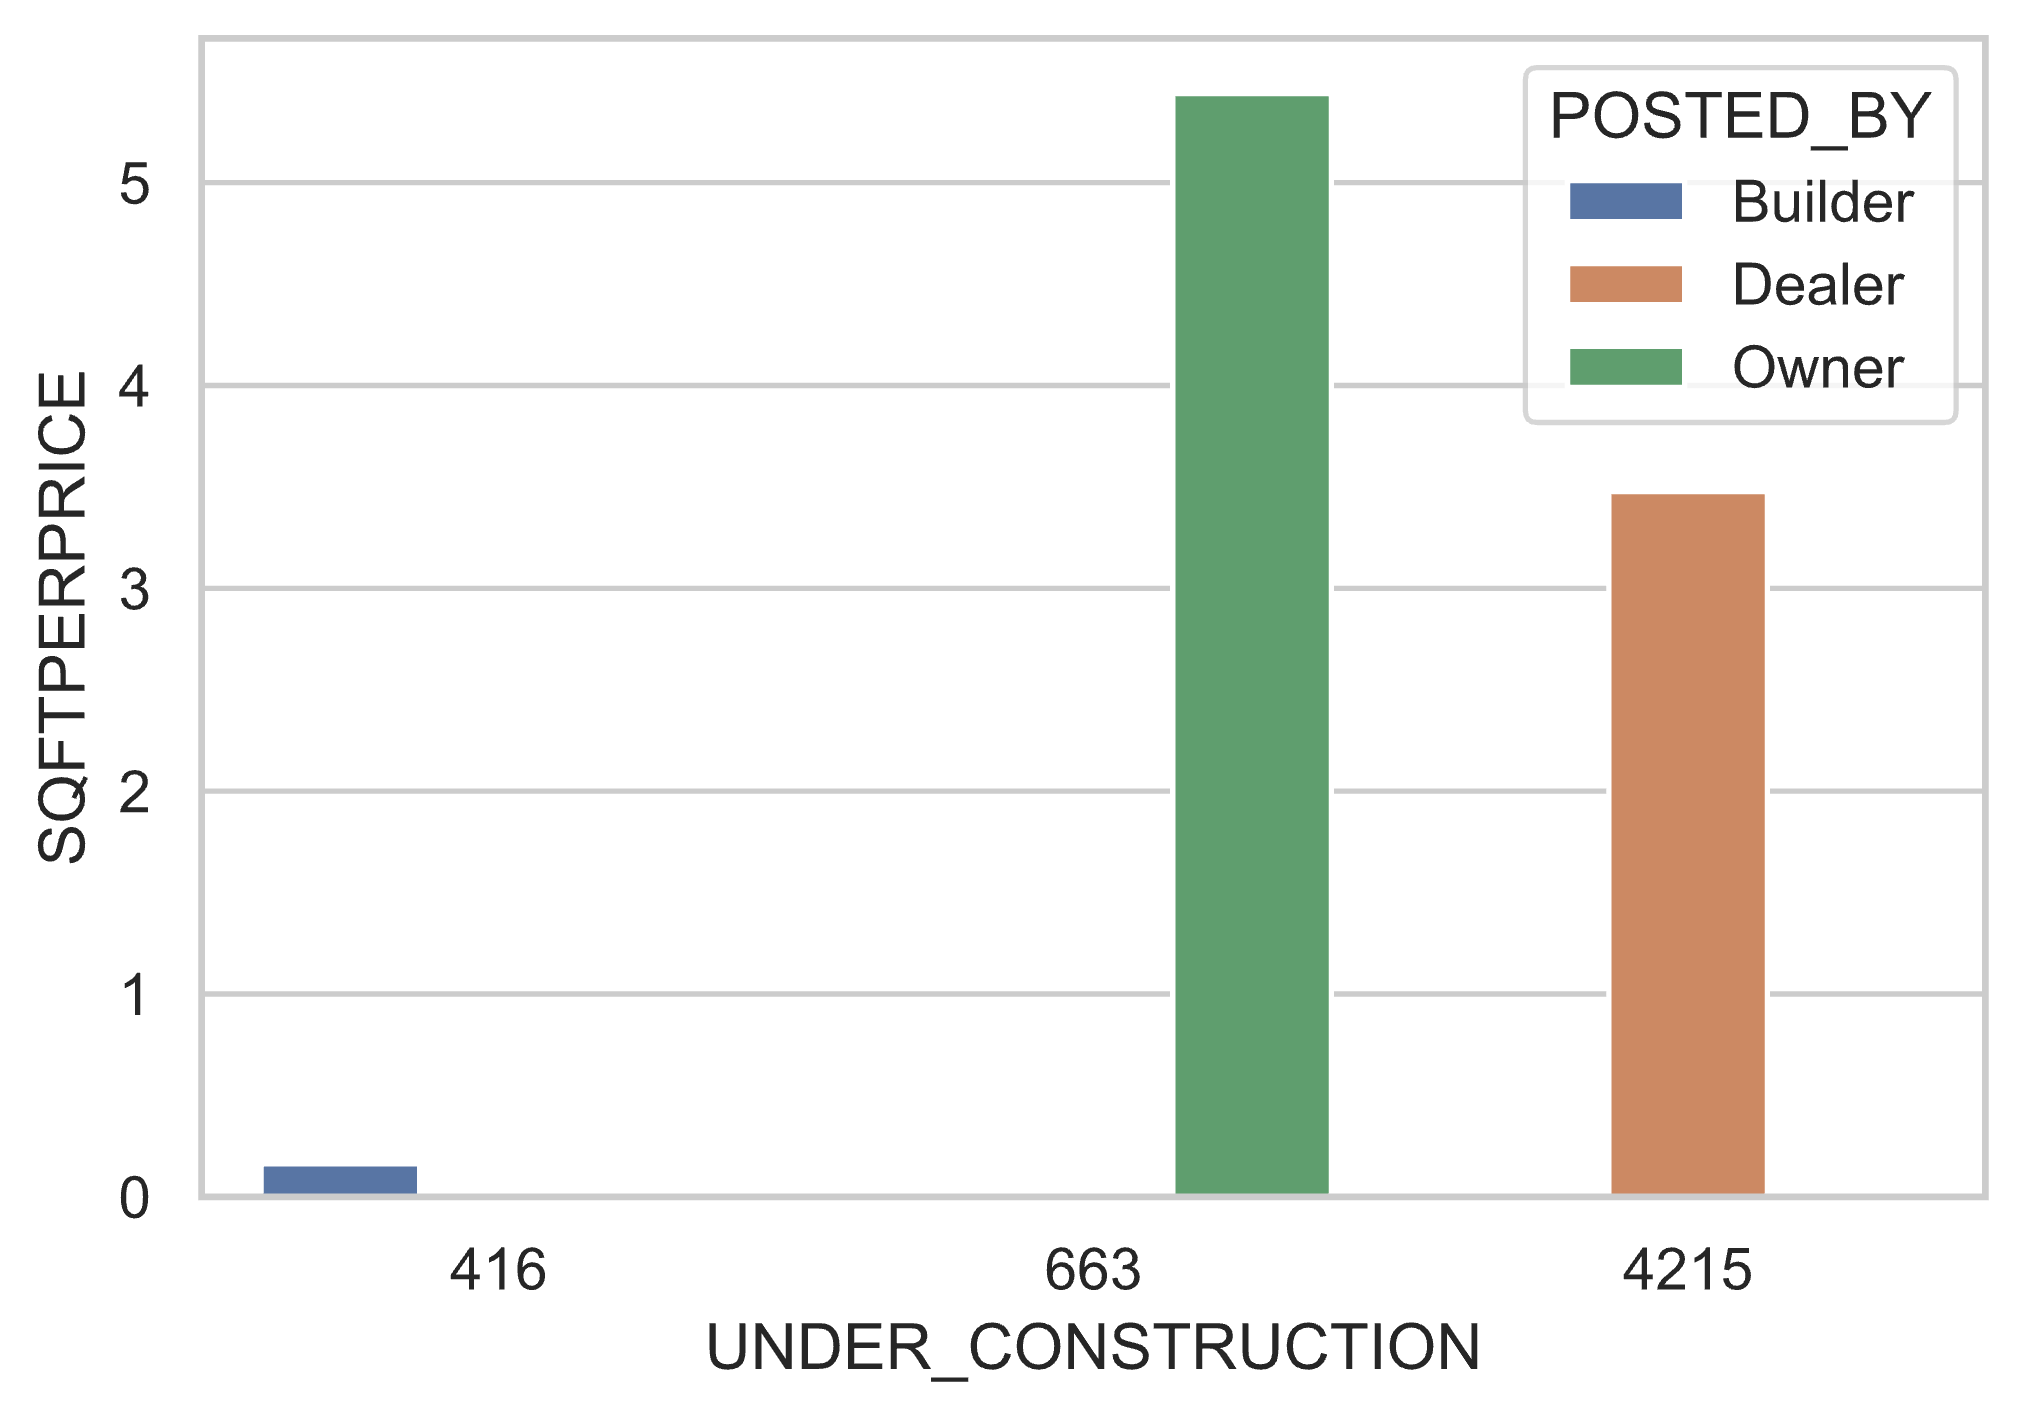 POSTED_BY
Builder
Dealer
Owner
5
4
3
2
1
0
SQFTPERPRICE
416 663 4215
UNDER_CONSTRUCTION